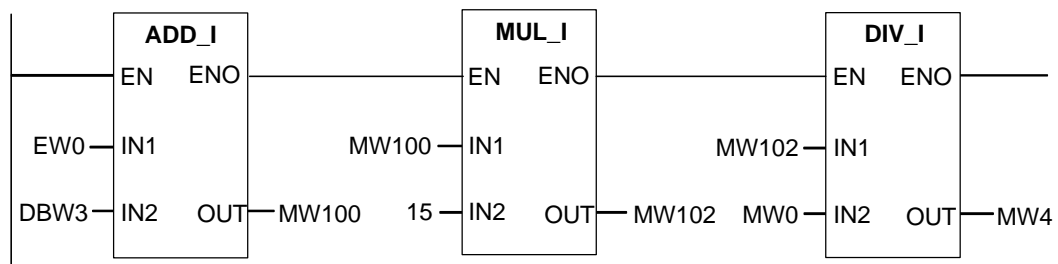 ADD_I MUL_I DIV_I
EN ENO EN ENO EN ENO
EW0 IN1 MW100 IN1 MW102 IN1
DBW3 IN2 OUT MW100 15 IN2 OUT MW102 MW0 IN2 OUT MW4